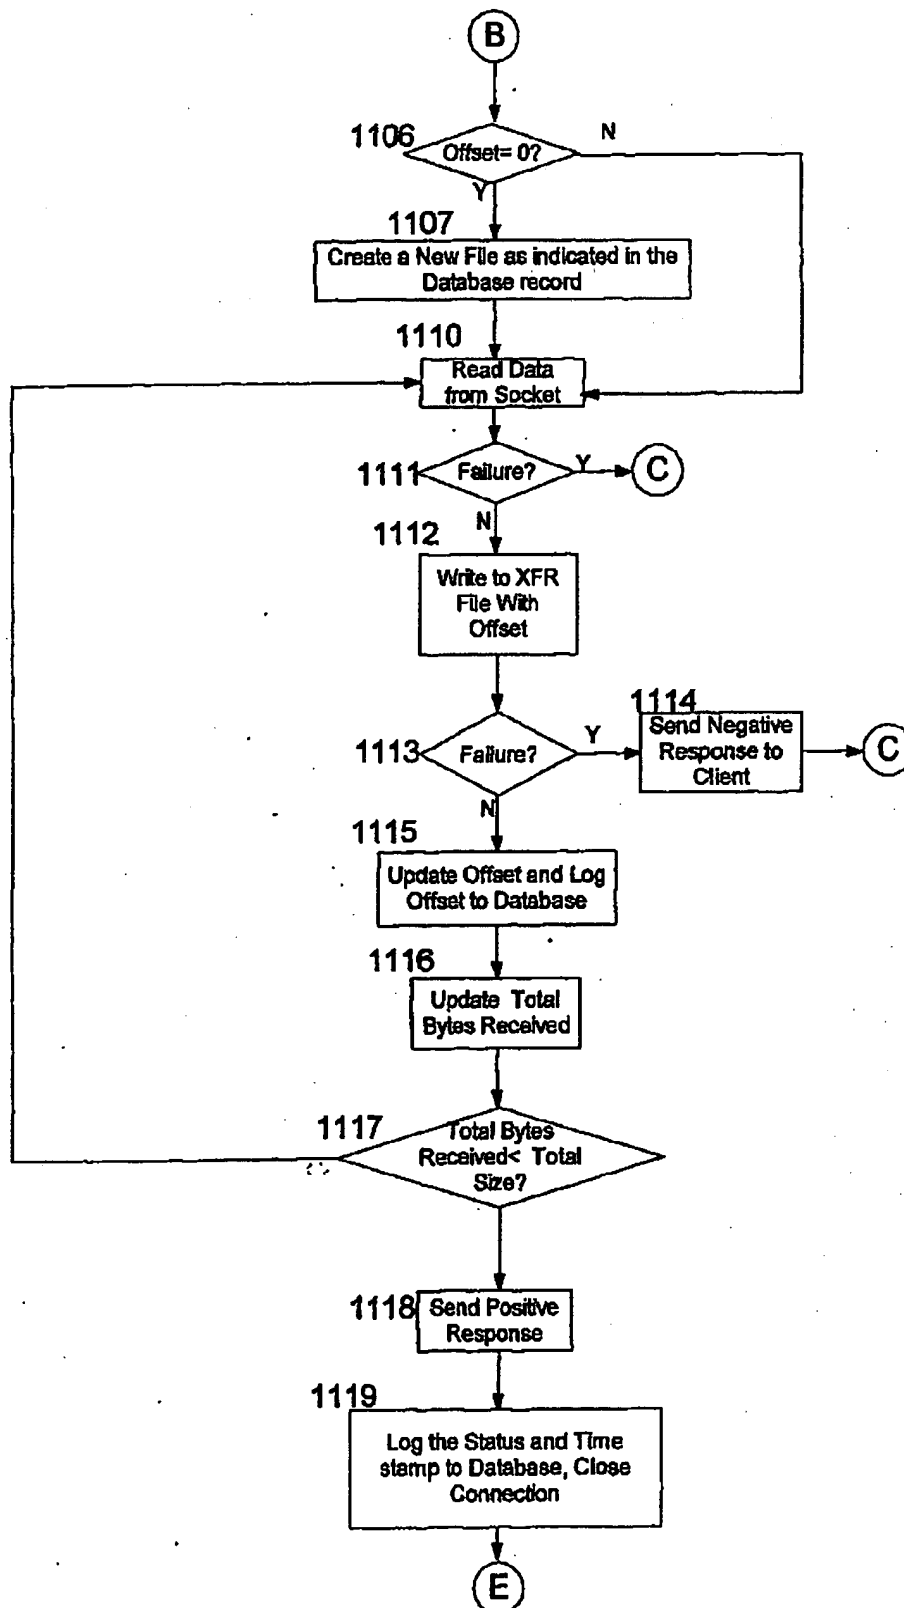 B
1106
Offset= 0?
N
Y
1107
Create a New File as indicated in the
Database record
1110
Read Data
from Socket
1111
Failure?
Y
C
N
1112
Write to XFR
File With
Offset
1113
Failure?
Y
1114
Send Negative
Response to
Client
C
N
1115
Update Offset and Log
Offset to Database
1116
Update Total
Bytes Received
1117
Total Bytes
Received< Total
Size?
1118
Send Positive
Response
1119
Log the Status and Time
stamp to Database, Close
Connection
E